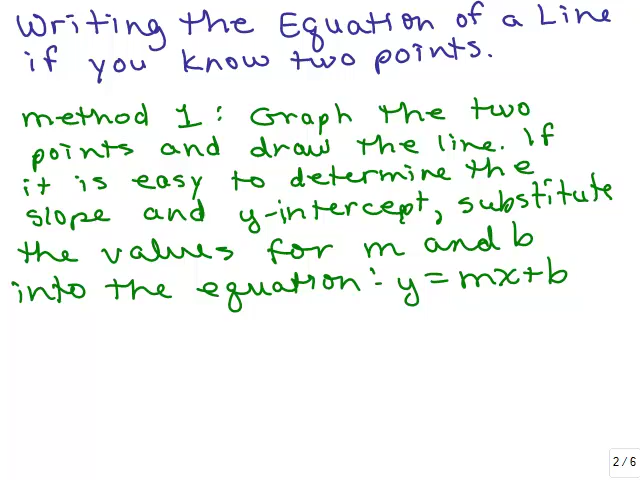 Writing the Equation of a Line
if you know two points.
method 1: Graph the two
points and draw the line. If
it is easy to determine the
slope and y-intercept, substitute
the values for m and b
into the equation: y = mx+b
2/6